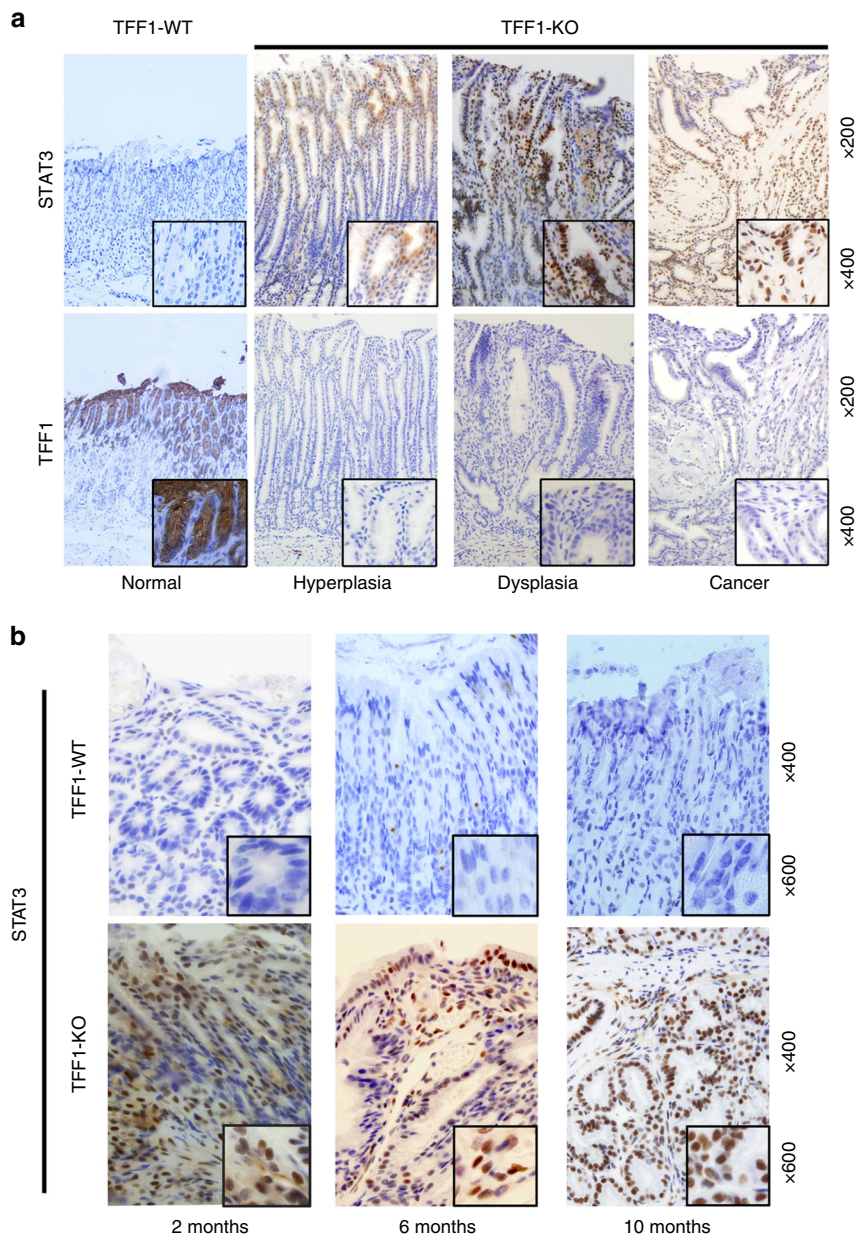 a
TFF1-WT
TFF1-KO
STAT3
×200
×400
TFF1
×200
×400
Normal
Hyperplasia
Dysplasia
Cancer
b
STAT3
TFF1-WT
×400
×600
TFF1-KO
×400
×600
2 months
6 months
10 months